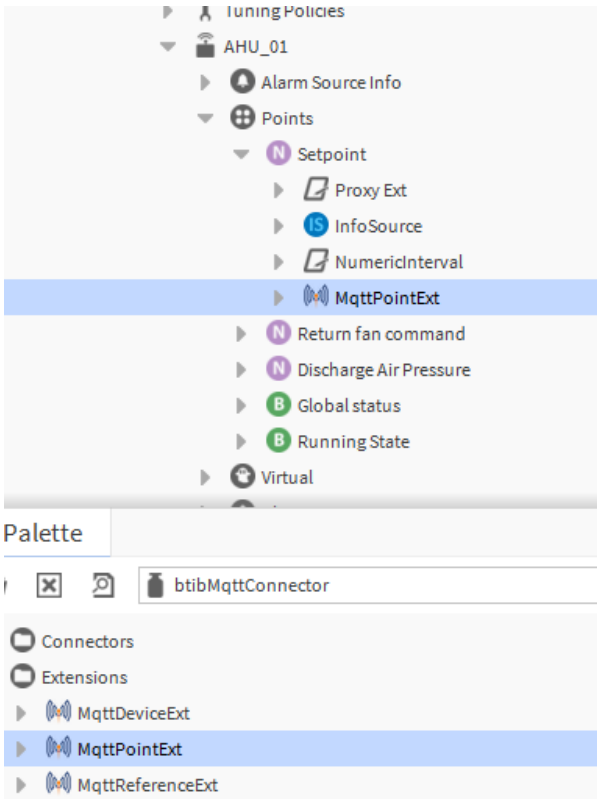 Tuning Policies
AHU_01
Alarm Source Info
Points
N Setpoint
Proxy Ext
IS InfoSource
NumericInterval
MqttPointExt
N Return fan command
N Discharge Air Pressure
B Global status
B Running State
Virtual
Palette
btibMqttConnector
Connectors
Extensions
MqttDeviceExt
MqttPointExt
MqttReferenceExt